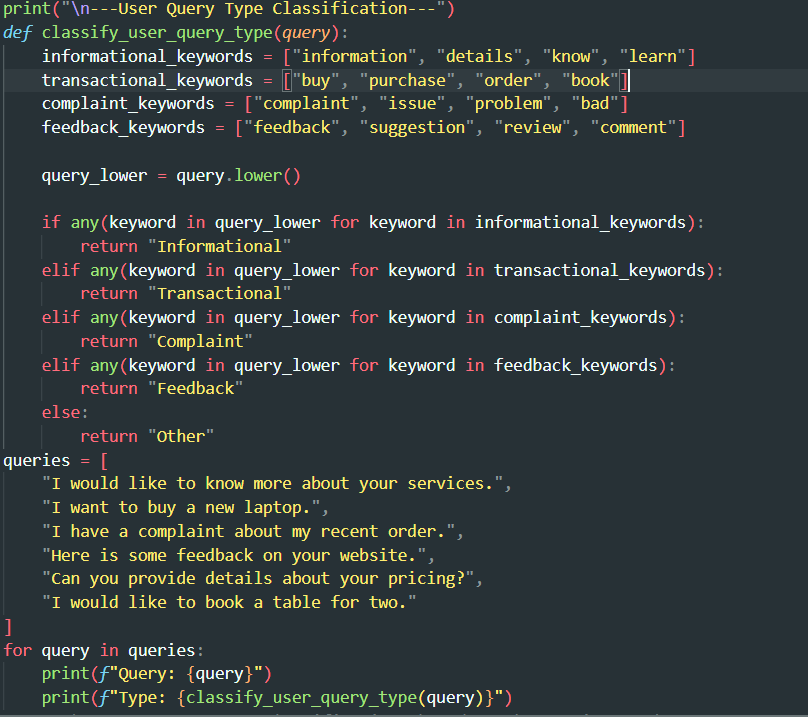 print("\n---User Query Type Classification---")
def classify_user_query_type(query):
    informational_keywords = ["information", "details", "know", "learn"]
    transactional_keywords = ["buy", "purchase", "order", "book"]
    complaint_keywords = ["complaint", "issue", "problem", "bad"]
    feedback_keywords = ["feedback", "suggestion", "review", "comment"]

    query_lower = query.lower()

    if any(keyword in query_lower for keyword in informational_keywords):
        return "Informational"
    elif any(keyword in query_lower for keyword in transactional_keywords):
        return "Transactional"
    elif any(keyword in query_lower for keyword in complaint_keywords):
        return "Complaint"
    elif any(keyword in query_lower for keyword in feedback_keywords):
        return "Feedback"
    else:
        return "Other"
queries = [
    "I would like to know more about your services.",
    "I want to buy a new laptop.",
    "I have a complaint about my recent order.",
    "Here is some feedback on your website.",
    "Can you provide details about your pricing?",
    "I would like to book a table for two."
]
for query in queries:
    print(f"Query: {query}")
    print(f"Type: {classify_user_query_type(query)}")